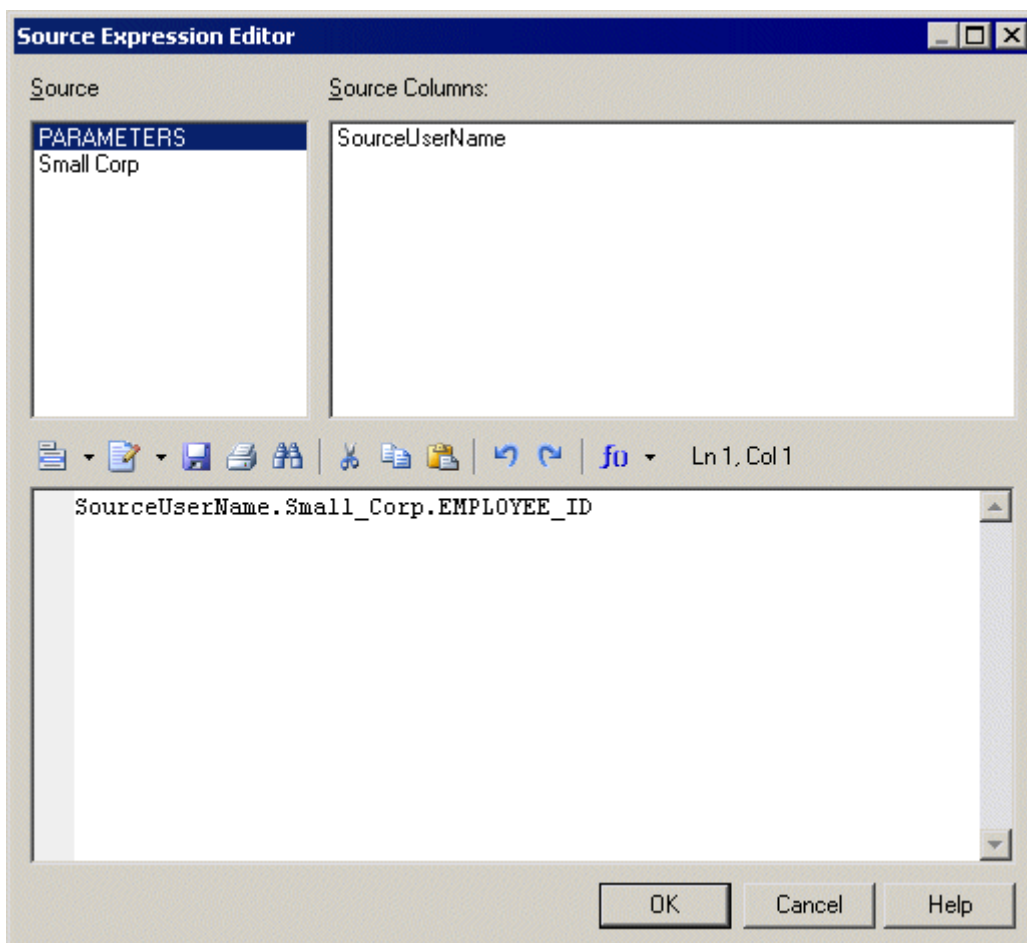 Source Expression Editor
Source
Source Columns:
PARAMETERS
Small Corp
SourceUserName
f() Ln 1, Col 1
SourceUserName.Small_Corp.EMPLOYEE_ID
OK Cancel Help